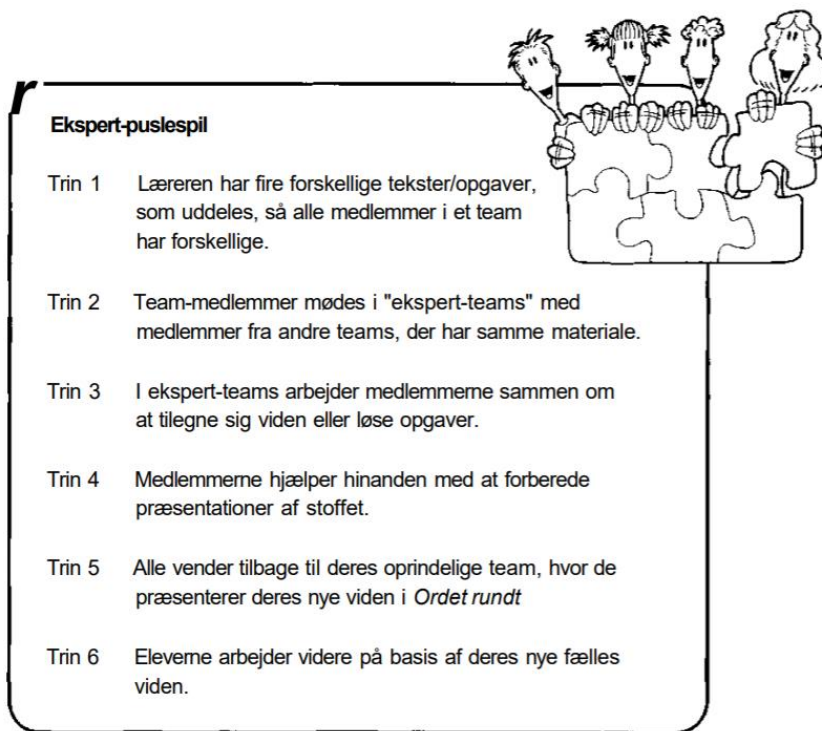 Ekspert-puslespil
Trin 1 Læreren har fire forskellige tekster/opgaver,
som uddeles, så alle medlemmer i et team
har forskellige.
Trin 2 Team-medlemmer mødes i "ekspert-teams" med
medlemmer fra andre teams, der har samme materiale.
Trin 3 I ekspert-teams arbejder medlemmerne sammen om
at tilegne sig viden eller løse opgaver.
Trin 4 Medlemmerne hjælper hinanden med at forberede
præsentationer af stoffet.
Trin 5 Alle vender tilbage til deres oprindelige team, hvor de
præsenterer deres nye viden i Ordet rundt
Trin 6 Eleverne arbejder videre på basis af deres nye fælles
viden.